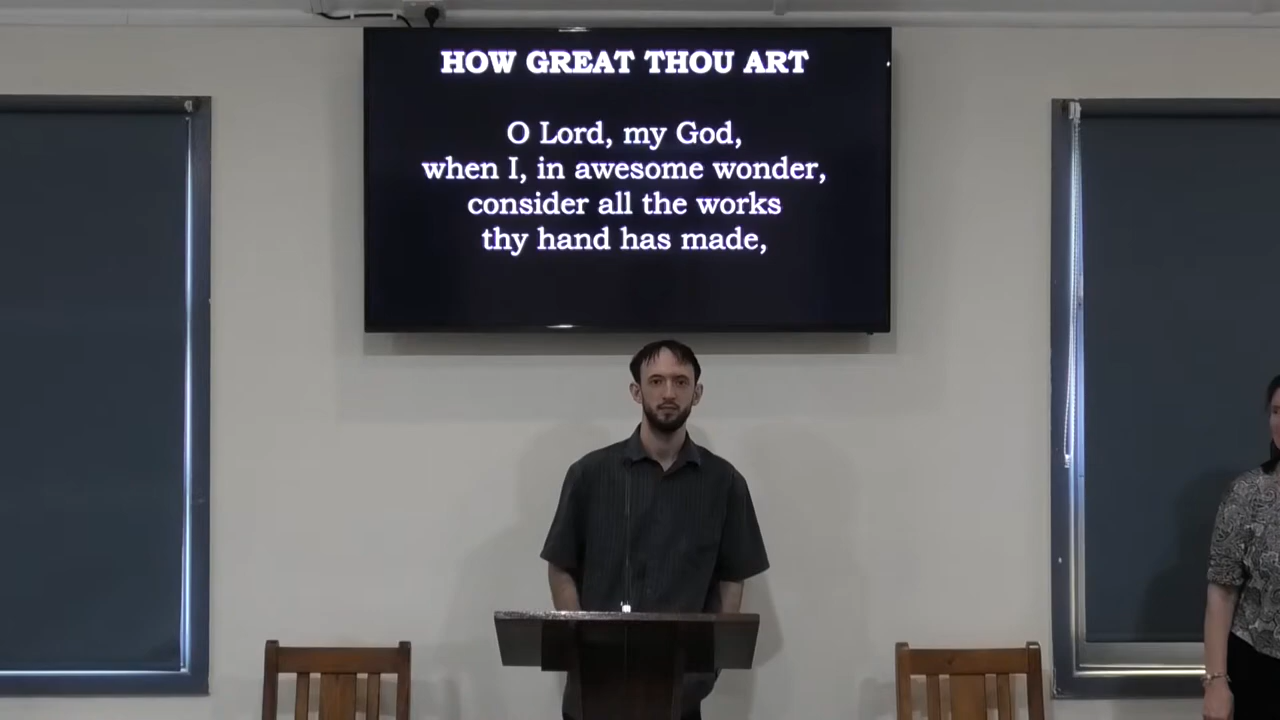 HOW GREAT THOU ART
O Lord, my God,
when I, in awesome wonder,
consider all the works
thy hand has made,